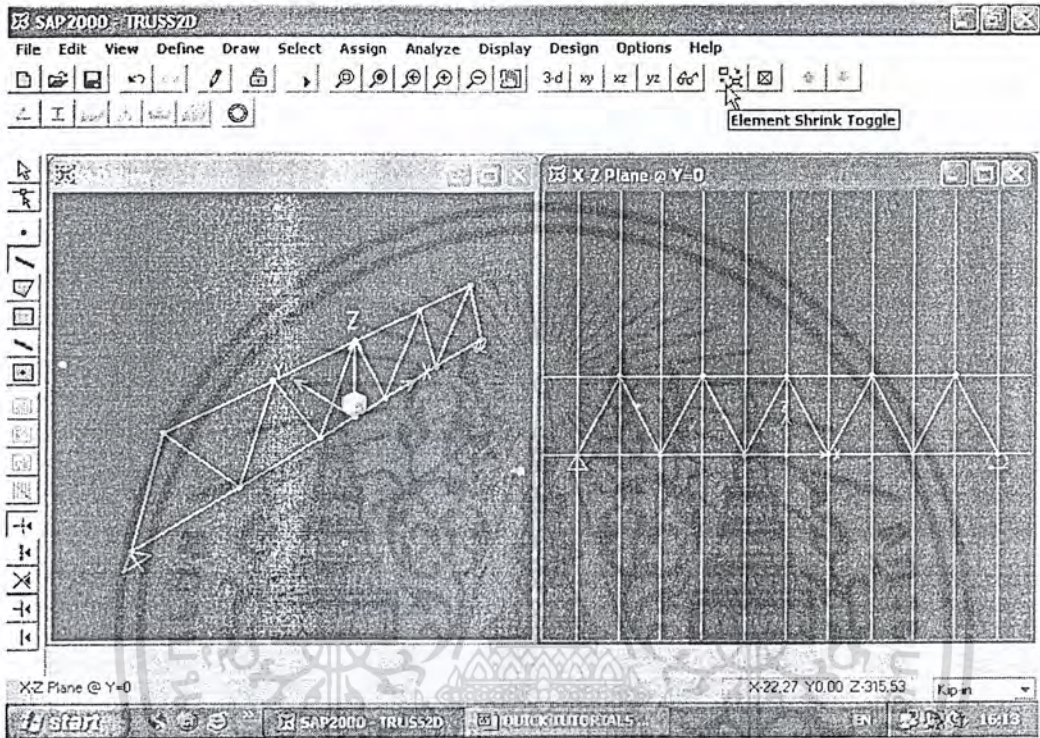 SAP2000 - TRUSS2D
File Edit View Define Draw Select Assign Analyze Display Design Options Help
3-d xy xz yz
Element Shrink Toggle
X-Z Plane @ Y=0
Z
X-Z Plane @ Y=0
X-22.27 Y0.00 Z-315.53 Kip-in
start SAP2000 - TRUSS2D QUICKTUTORIALS... EN 16:13